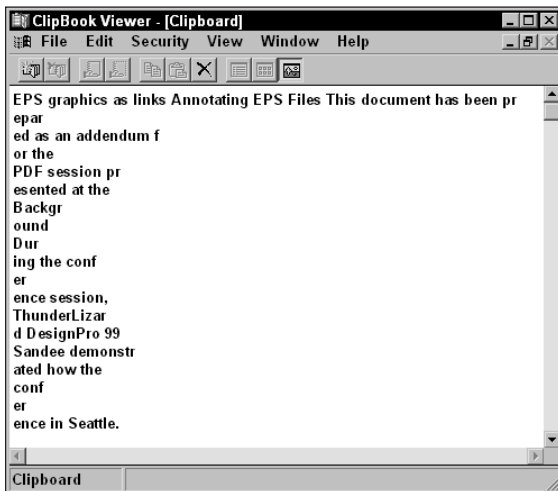 ClipBook Viewer - [Clipboard]
File Edit Security View Window Help
EPS graphics as links Annotating EPS Files This document has been pr
epar
ed as an addendum f
or the
PDF session pr
esented at the
Backgr
ound
Dur
ing the conf
er
ence session,
ThunderLizar
d DesignPro 99
Sandee demonstr
ated how the
conf
er
ence in Seattle.
Clipboard